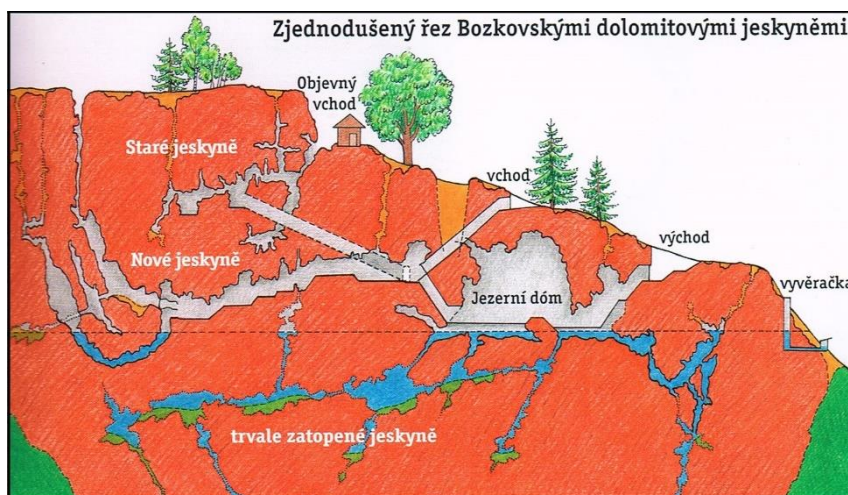 Zjednodušený řez Bozkovskými dolomitovými jeskyněmi
Objevný
vchod
Staré jeskyně
vchod
Nové jeskyně
východ
Jezerní dóm
vyvěračka
trvale zatopené jeskyně